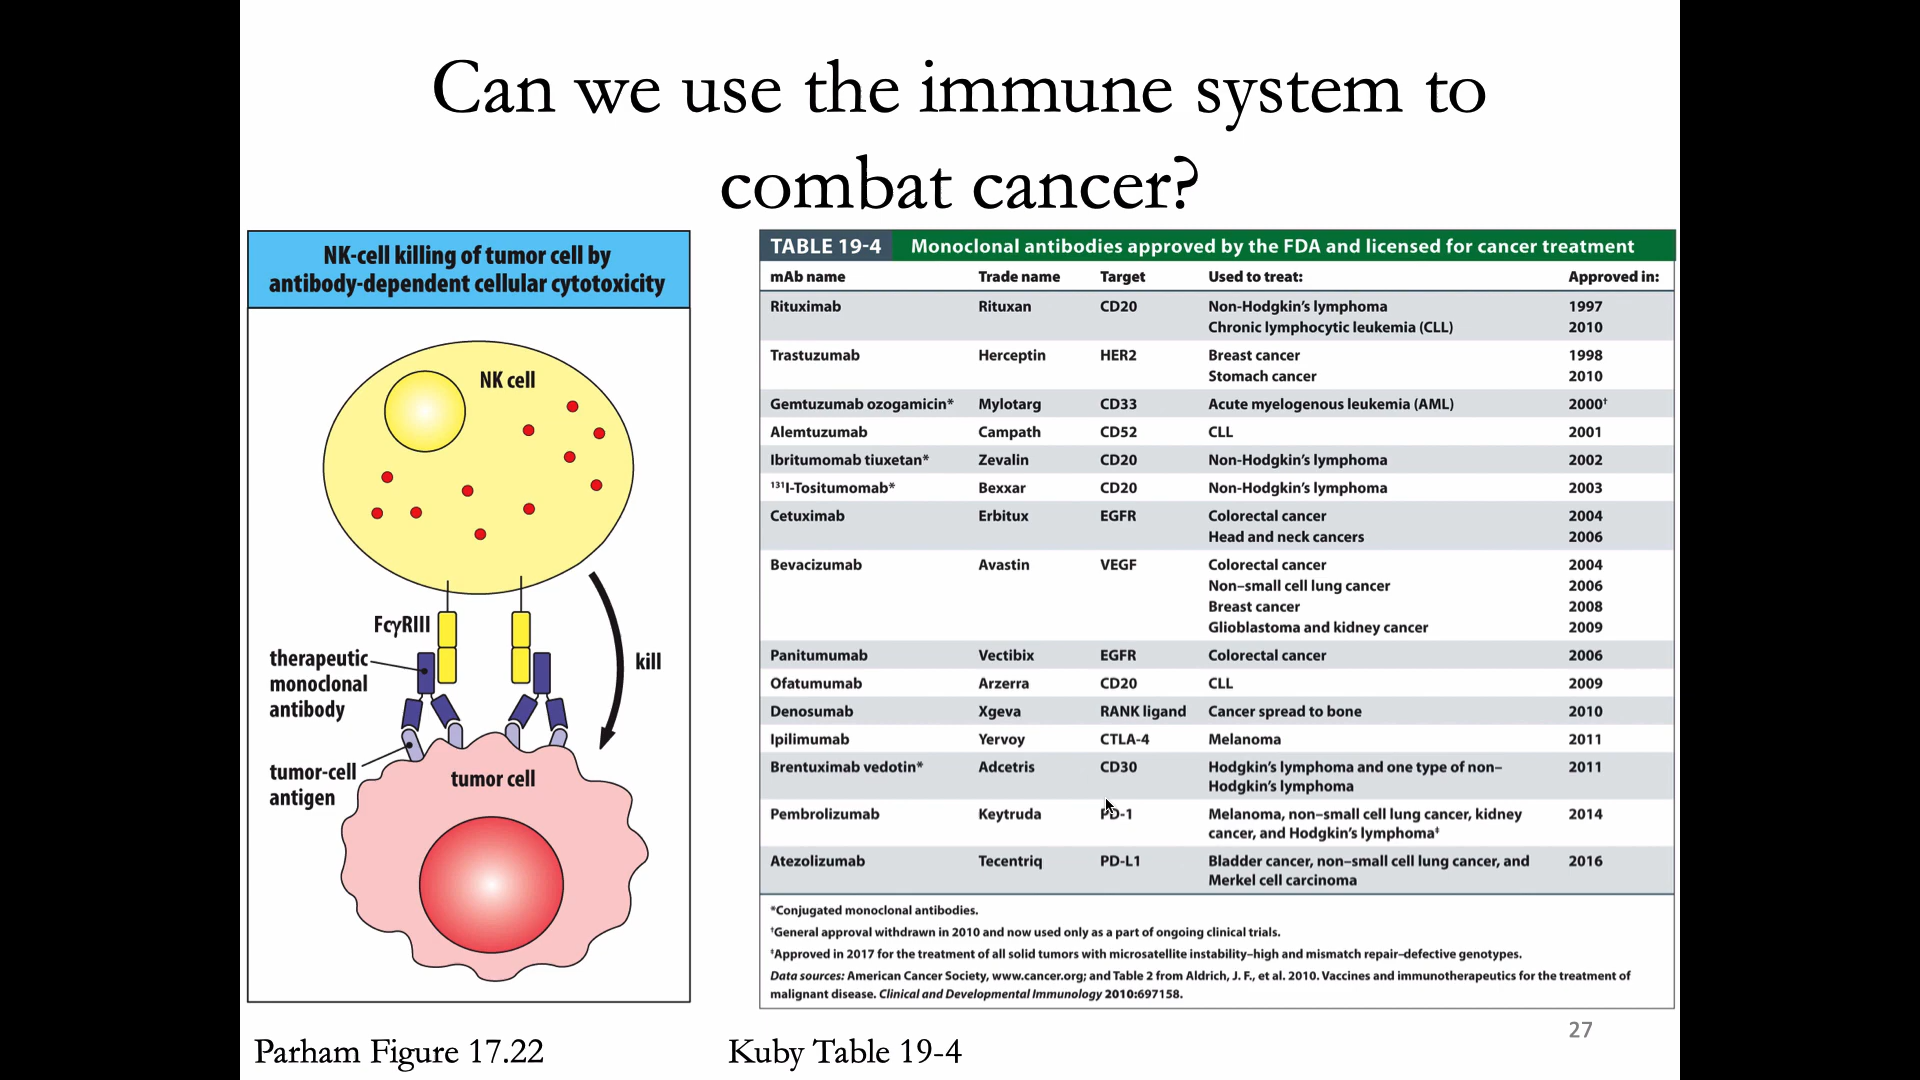 Can we use the immune system to
combat cancer?
NK-cell killing of tumor cell by
antibody-dependent cellular cytotoxicity
NK cell
FcγRIII
therapeutic
monoclonal
antibody
kill
tumor-cell
antigen
tumor cell
Parham Figure 17.22
TABLE 19-4 Monoclonal antibodies approved by the FDA and licensed for cancer treatment
mAb name Trade name Target Used to treat: Approved in:
Rituximab Rituxan CD20 Non-Hodgkin's lymphoma 1997
Chronic lymphocytic leukemia (CLL) 2010
Trastuzumab Herceptin HER2 Breast cancer 1998
Stomach cancer 2010
Gemtuzumab ozogamicin* Mylotarg CD33 Acute myelogenous leukemia (AML) 2000†
Alemtuzumab Campath CD52 CLL 2001
Ibritumomab tiuxetan* Zevalin CD20 Non-Hodgkin's lymphoma 2002
¹³¹I-Tositumomab* Bexxar CD20 Non-Hodgkin's lymphoma 2003
Cetuximab Erbitux EGFR Colorectal cancer 2004
Head and neck cancers 2006
Bevacizumab Avastin VEGF Colorectal cancer 2004
Non–small cell lung cancer 2006
Breast cancer 2008
Glioblastoma and kidney cancer 2009
Panitumumab Vectibix EGFR Colorectal cancer 2006
Ofatumumab Arzerra CD20 CLL 2009
Denosumab Xgeva RANK ligand Cancer spread to bone 2010
Ipilimumab Yervoy CTLA-4 Melanoma 2011
Brentuximab vedotin* Adcetris CD30 Hodgkin's lymphoma and one type of non–
Hodgkin's lymphoma 2011
Pembrolizumab Keytruda PD-1 Melanoma, non–small cell lung cancer, kidney
cancer, and Hodgkin's lymphoma‡ 2014
Atezolizumab Tecentriq PD-L1 Bladder cancer, non–small cell lung cancer, and
Merkel cell carcinoma 2016
*Conjugated monoclonal antibodies.
†General approval withdrawn in 2010 and now used only as a part of ongoing clinical trials.
‡Approved in 2017 for the treatment of all solid tumors with microsatellite instability–high and mismatch repair–defective genotypes.
Data sources: American Cancer Society, www.cancer.org; and Table 2 from Aldrich, J. F., et al. 2010. Vaccines and immunotherapeutics for the treatment of
malignant disease. Clinical and Developmental Immunology 2010:697158.
Kuby Table 19-4
27